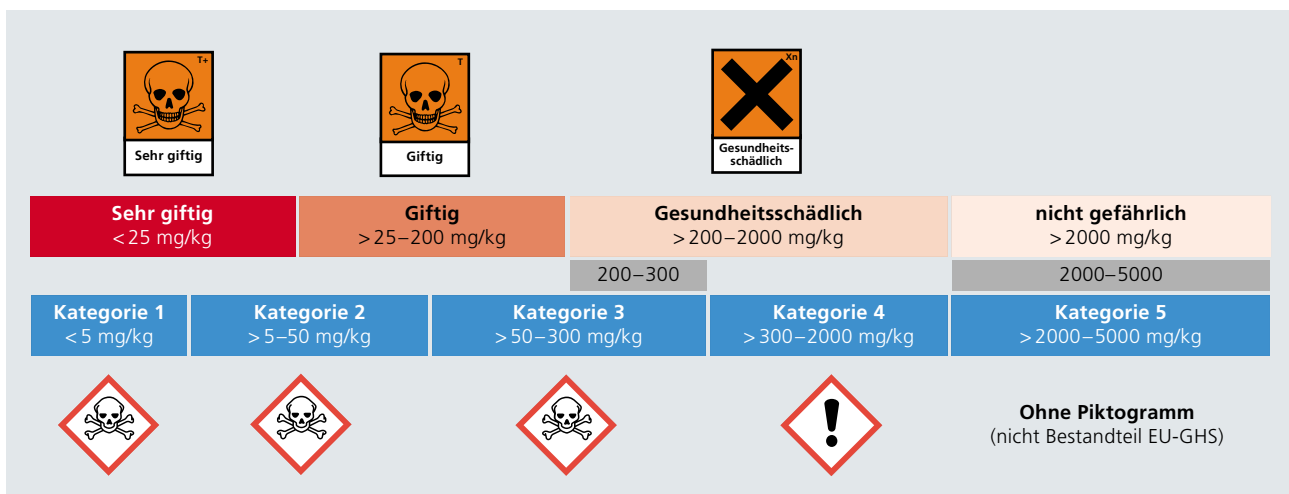 T+
Sehr giftig
T
Giftig
Xn
Gesundheits-
schädlich
Sehr giftig
<25 mg/kg
Giftig
>25–200 mg/kg
Gesundheitsschädlich
>200–2000 mg/kg
nicht gefährlich
>2000 mg/kg
200–300
2000–5000
Kategorie 1
<5 mg/kg
Kategorie 2
>5–50 mg/kg
Kategorie 3
>50–300 mg/kg
Kategorie 4
>300–2000 mg/kg
Kategorie 5
>2000–5000 mg/kg
Ohne Piktogramm
(nicht Bestandteil EU-GHS)